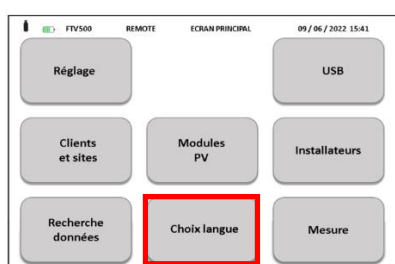 FTV500 REMOTE ECRAN PRINCIPAL 09/06/2022 15:41
Réglage
USB
Clients
et sites
Modules
PV
Installateurs
Recherche
données
Choix langue
Mesure